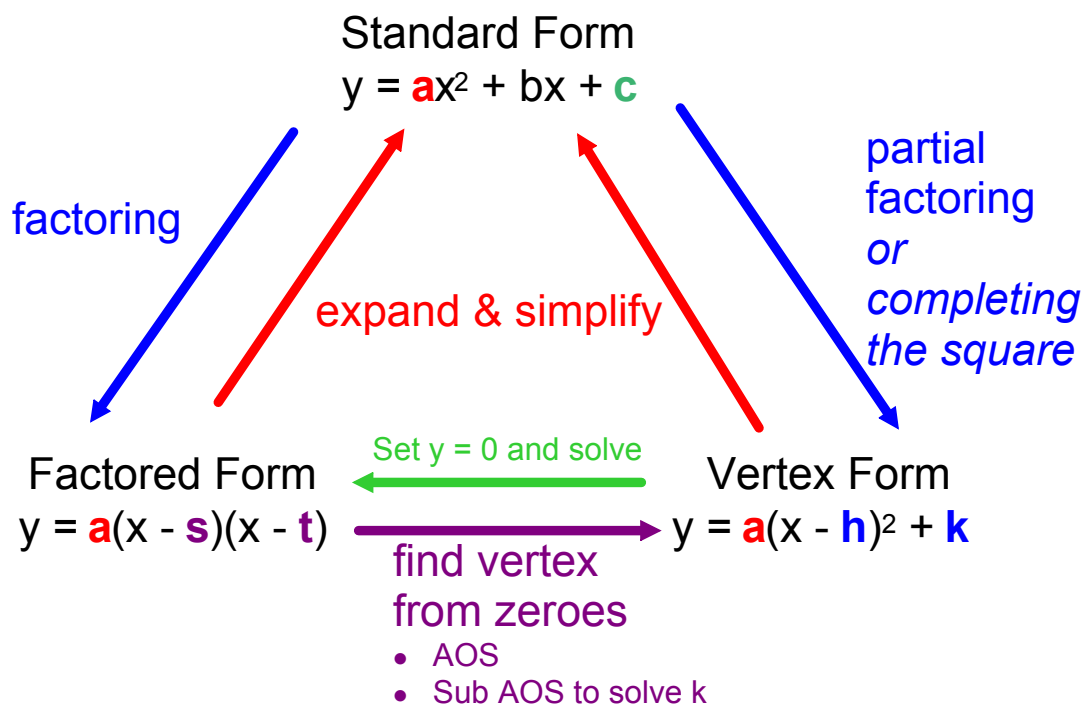 Standard Form
y = ax² + bx + c
factoring
partial
factoring
or
completing
the square
expand & simplify
Set y = 0 and solve
Factored Form
y = a(x - s)(x - t)
Vertex Form
y = a(x - h)² + k
find vertex
from zeroes
• AOS
• Sub AOS to solve k